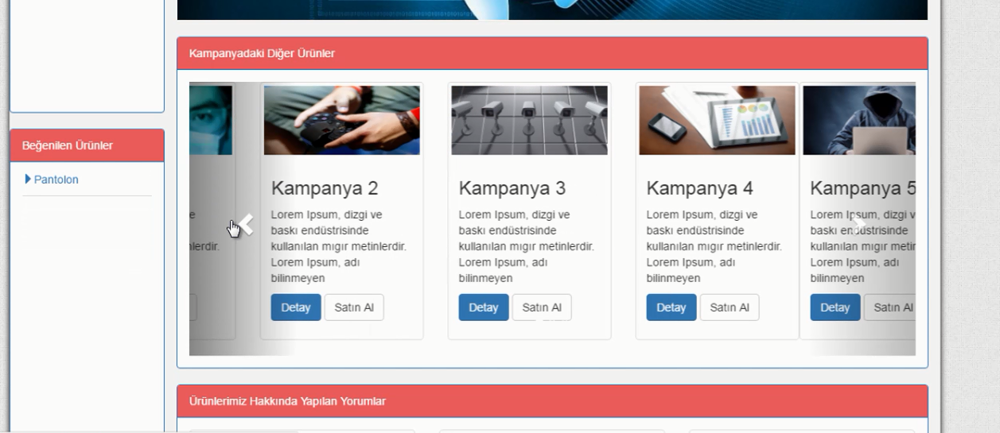 Kampanyadaki Diğer Ürünler
Beğenilen Ürünler
Pantolon
e
nlerdir.
Kampanya 2
Lorem Ipsum, dizgi ve
baskı endüstrisinde
kullanılan mıgır metinlerdir.
Lorem Ipsum, adı
bilinmeyen
Detay
Satın Al
Kampanya 3
Lorem Ipsum, dizgi ve
baskı endüstrisinde
kullanılan mıgır metinlerdir.
Lorem Ipsum, adı
bilinmeyen
Detay
Satın Al
Kampanya 4
Lorem Ipsum, dizgi ve
baskı endüstrisinde
kullanılan mıgır metinlerdir.
Lorem Ipsum, adı
bilinmeyen
Detay
Satın Al
Kampanya 5
Lorem Ipsum, dizgi v
baskı endüstrisinde
kullanılan mıgır metir
Lorem Ipsum, adı
bilinmeyen
Detay
Satın Al
Ürünlerimiz Hakkında Yapılan Yorumlar